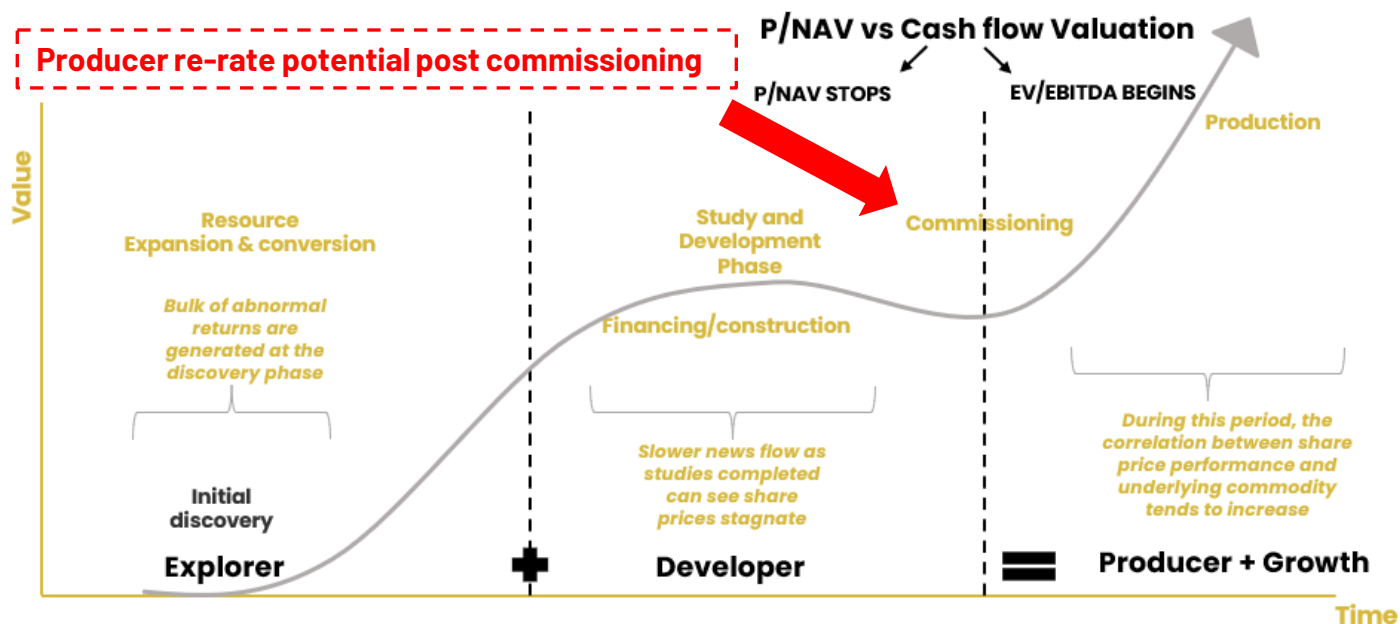 P/NAV vs Cash flow Valuation
Producer re-rate potential post commissioning
P/NAV STOPS
EV/EBITDA BEGINS
Production
Value
Resource
Expansion & conversion
Study and
Development
Phase
Commissioning
Bulk of abnormal
returns are
generated at the
discovery phase
Financing/construction
During this period, the
correlation between share
price performance and
underlying commodity
tends to increase
Slower news flow as
studies completed
can see share
prices stagnate
Initial
discovery
Explorer
Developer
Producer + Growth
Time